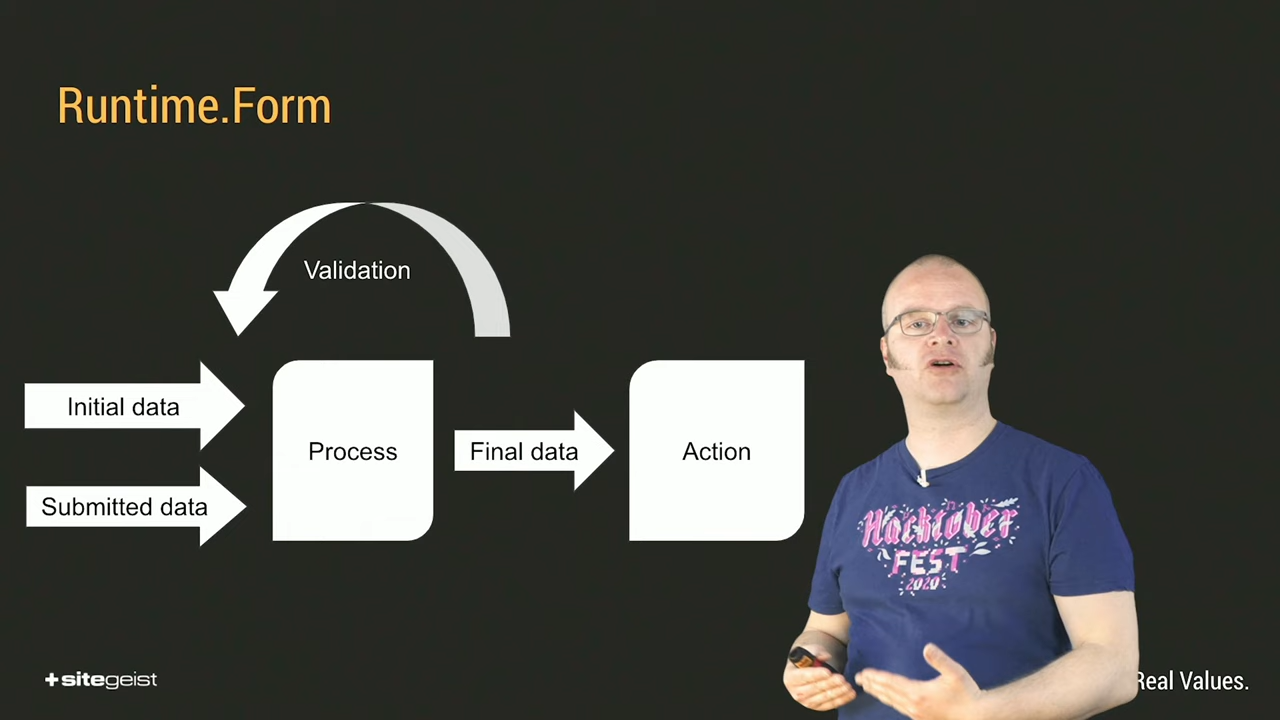 Runtime.Form
Validation
Initial data
Submitted data
Process
Final data
Action
Hacktober
FEST
2020
+sitegeist
Real Values.